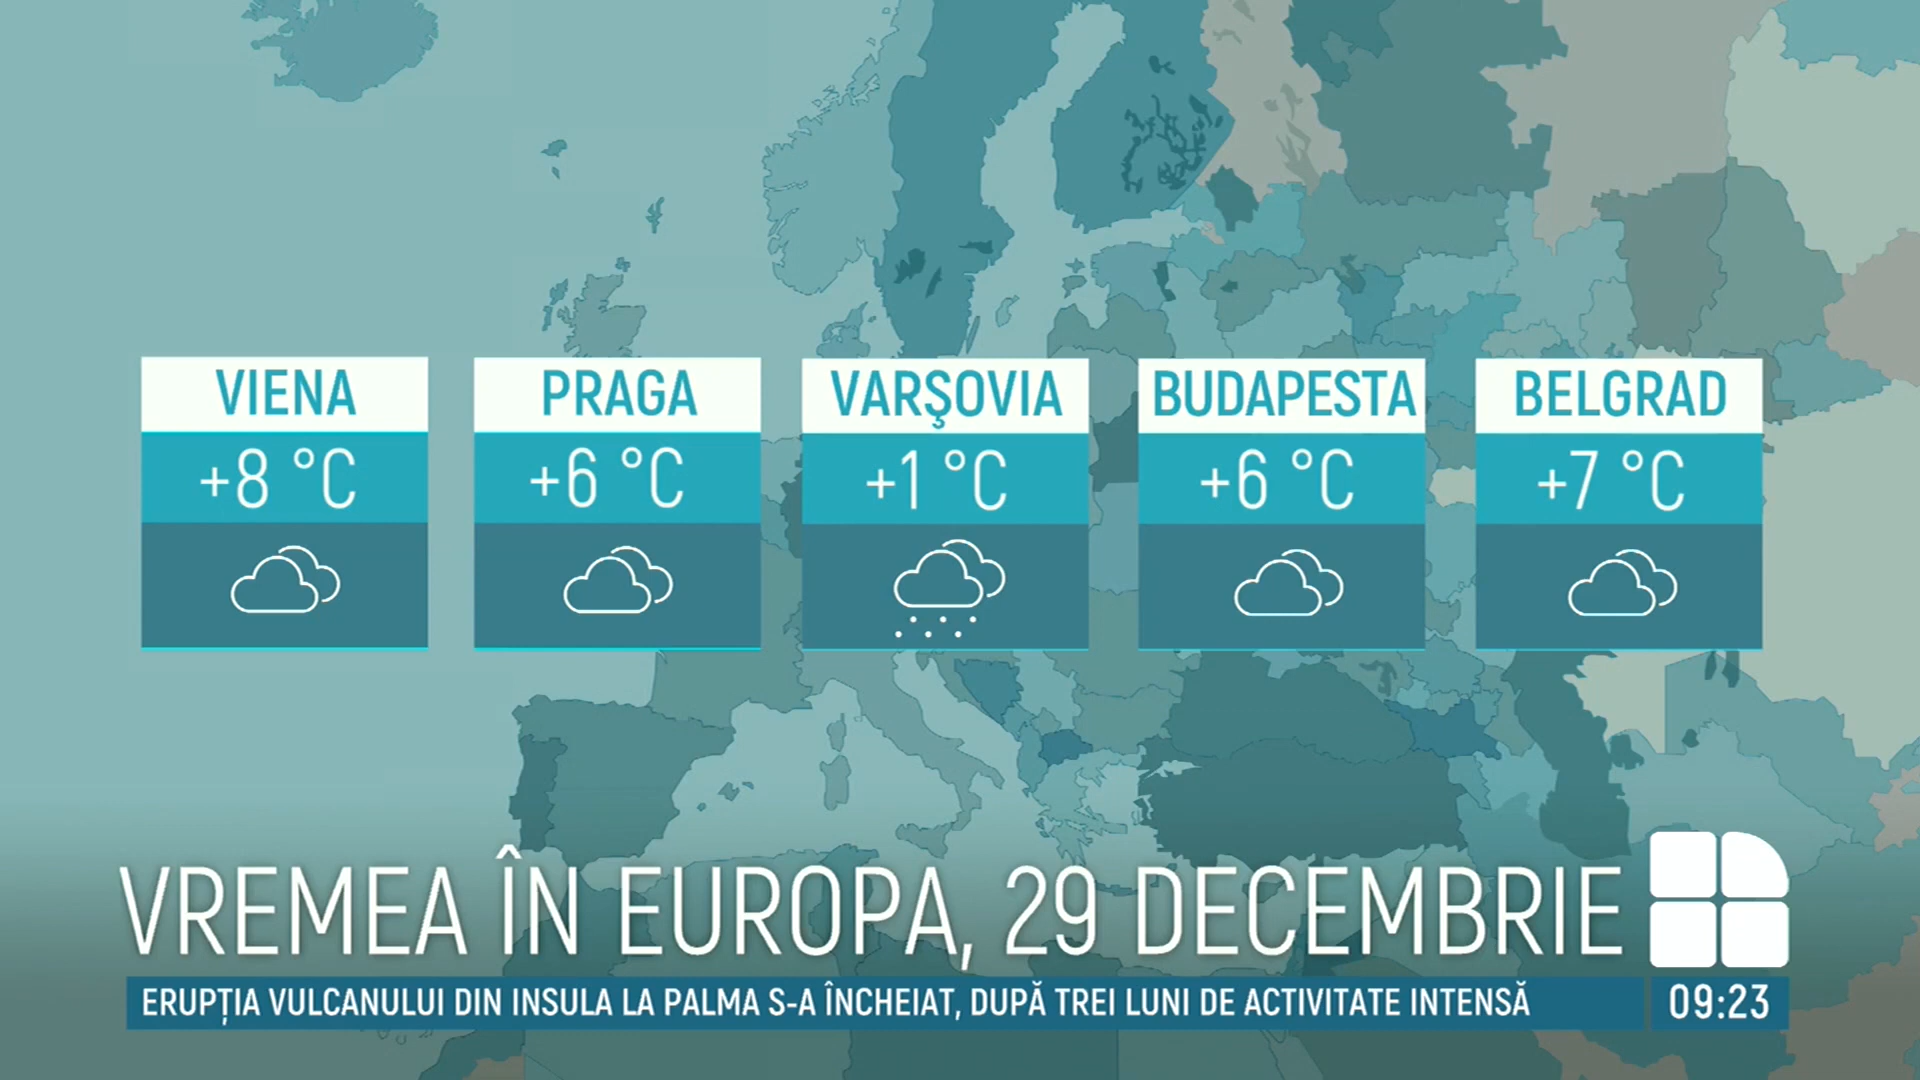 VIENA
+8 °C
PRAGA
+6 °C
VARŞOVIA
+1 °C
BUDAPESTA
+6 °C
BELGRAD
+7 °C
VREMEA ÎN EUROPA, 29 DECEMBRIE
ERUPȚIA VULCANULUI DIN INSULA LA PALMA S-A ÎNCHEIAT, DUPĂ TREI LUNI DE ACTIVITATE INTENSĂ
09:23